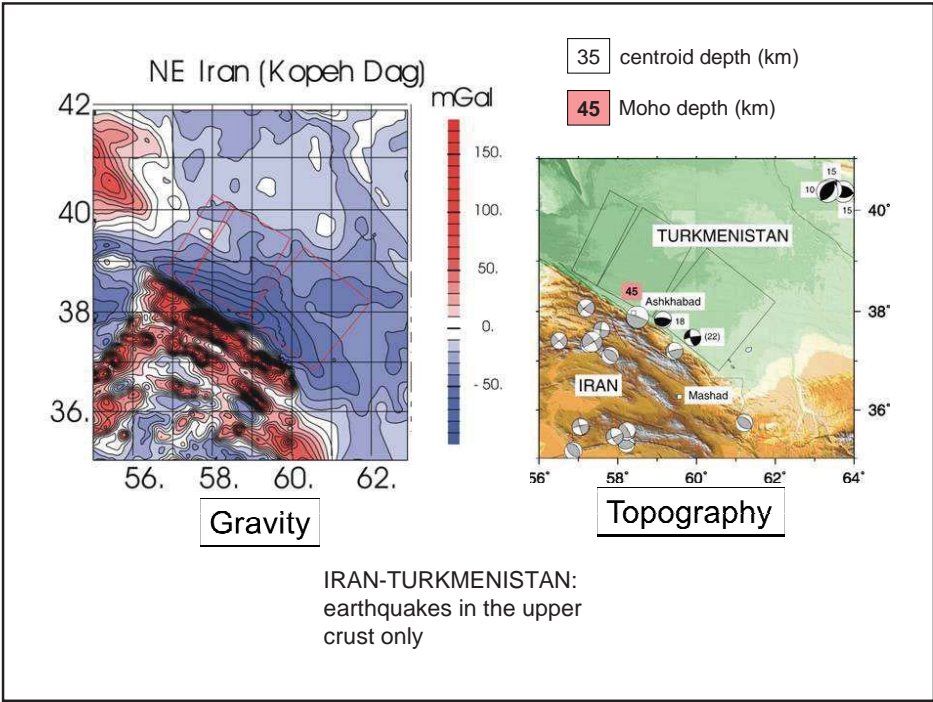 NE Iran (Kopeh Dag)
mGal
42
40
38
36.
56. 58. 60. 62.
150.
100.
50.
0.
- 50.
Gravity
35 centroid depth (km)
45 Moho depth (km)
15
10
15
40°
TURKMENISTAN
45
Ashkhabad
18
(22)
38°
IRAN
Mashad
36°
56° 58° 60° 62° 64°
Topography
IRAN-TURKMENISTAN:
earthquakes in the upper
crust only